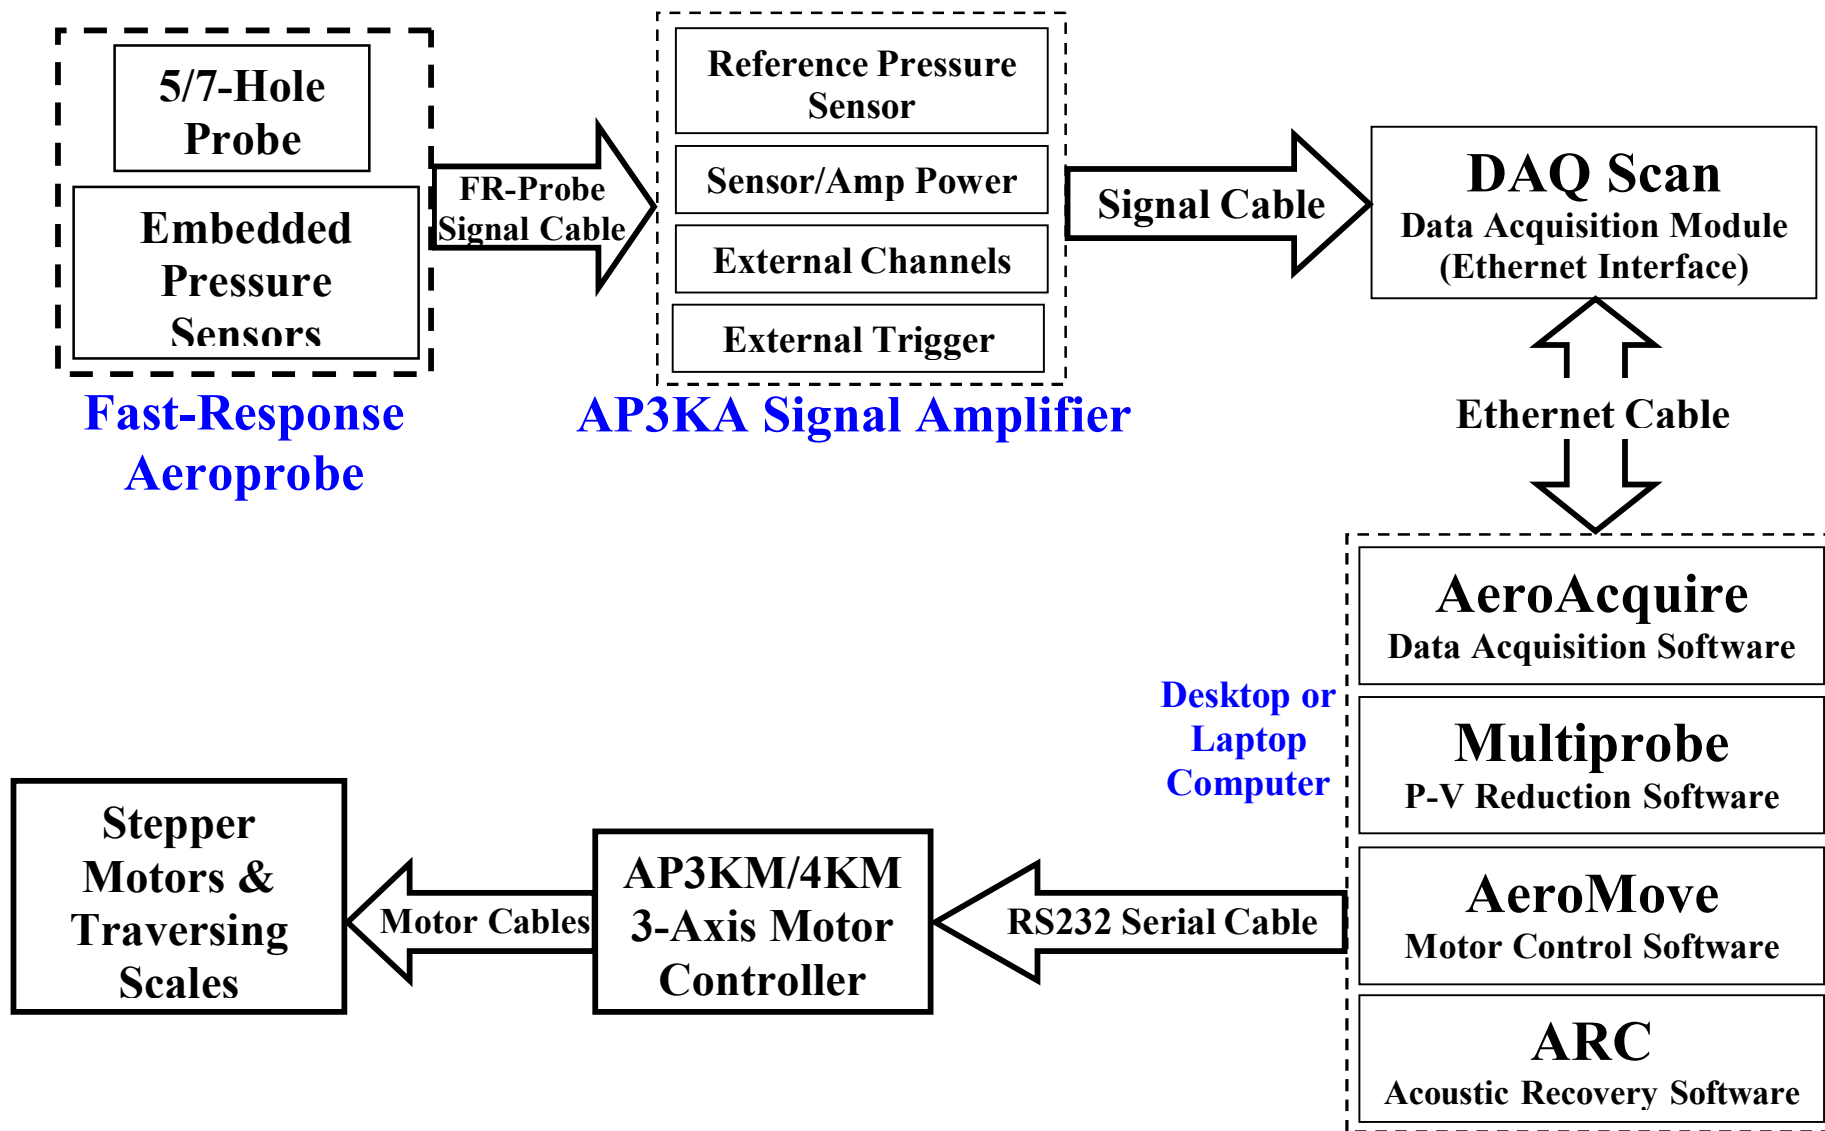 5/7-Hole
Probe
Embedded
Pressure
Sensors
Fast-Response
Aeroprobe
FR-Probe
Signal Cable
Reference Pressure
Sensor
Sensor/Amp Power
External Channels
External Trigger
AP3KA Signal Amplifier
Signal Cable
DAQ Scan
Data Acquisition Module
(Ethernet Interface)
Ethernet Cable
AeroAcquire
Data Acquisition Software
Multiprobe
P-V Reduction Software
AeroMove
Motor Control Software
ARC
Acoustic Recovery Software
Desktop or
Laptop
Computer
RS232 Serial Cable
AP3KM/4KM
3-Axis Motor
Controller
Motor Cables
Stepper
Motors &
Traversing
Scales